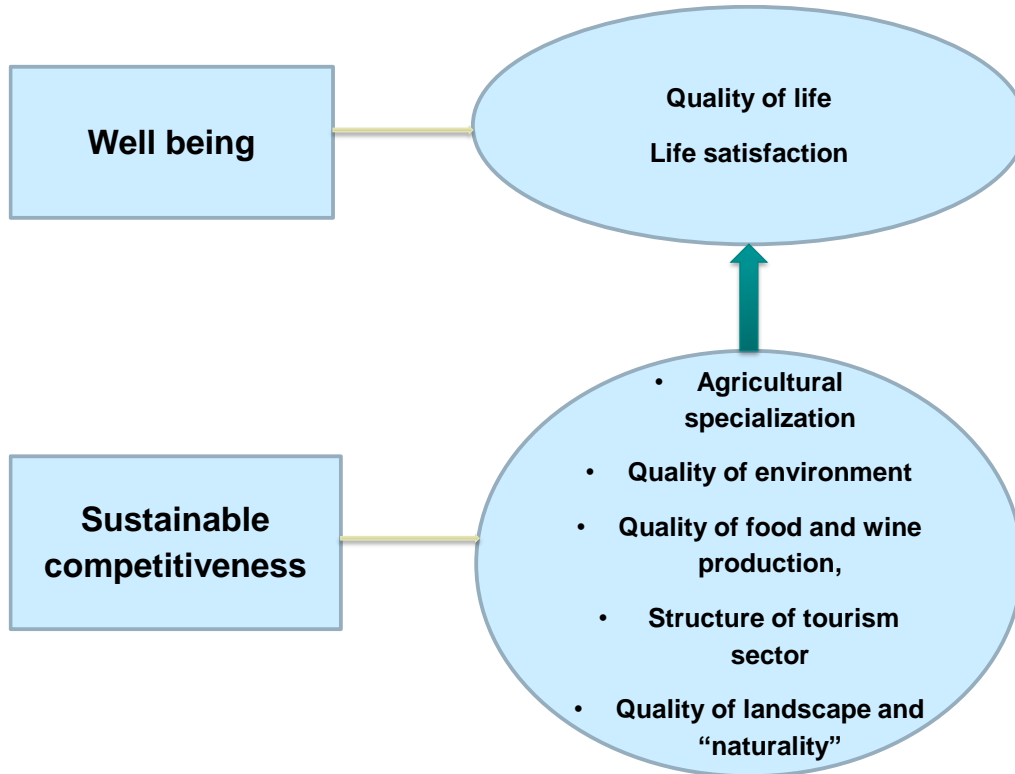 Well being
Quality of life
Life satisfaction
Sustainable
competitiveness
• Agricultural
specialization
• Quality of environment
• Quality of food and wine
production,
• Structure of tourism
sector
• Quality of landscape and
“naturality”